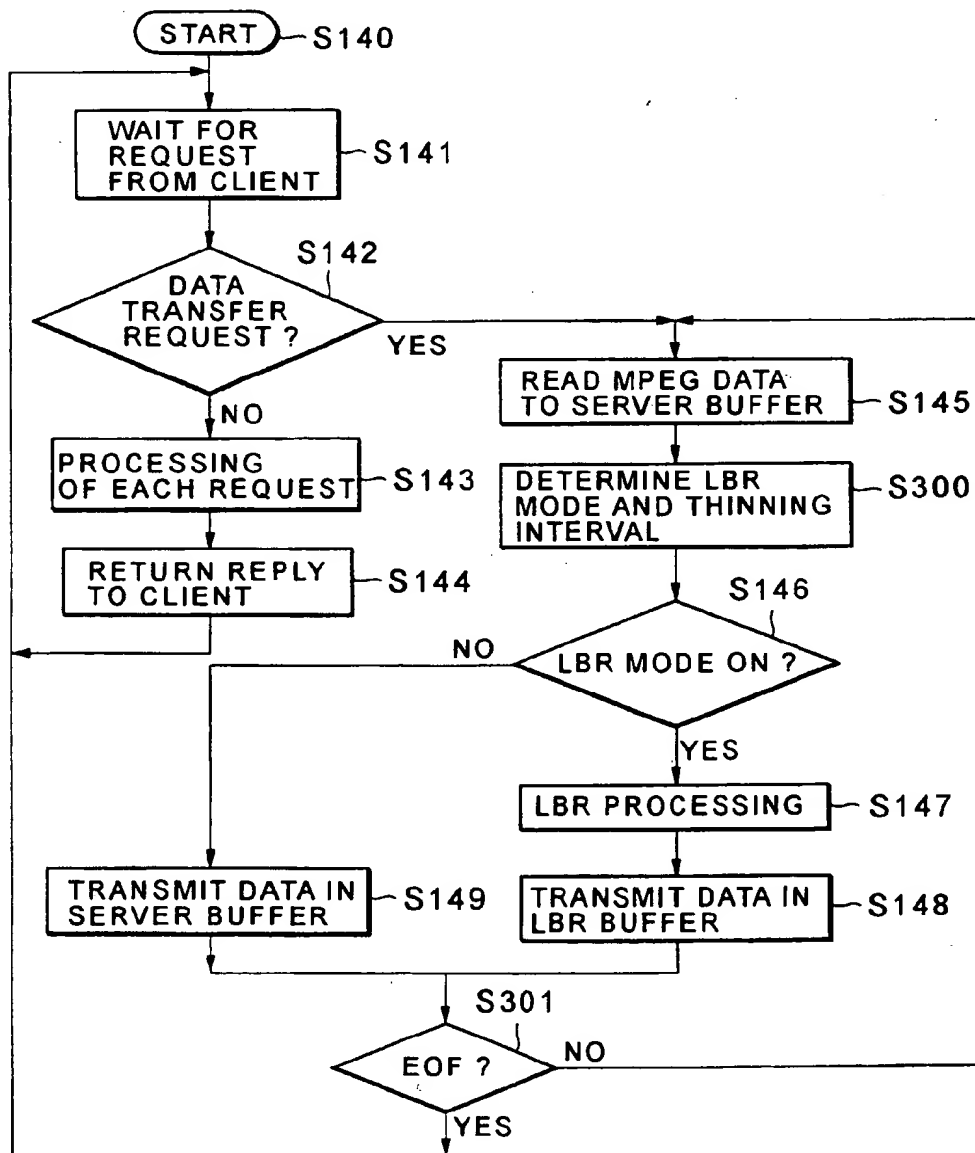 START
S140
WAIT FOR
REQUEST
FROM CLIENT
S141
S142
DATA
TRANSFER
REQUEST ?
YES
NO
READ MPEG DATA
TO SERVER BUFFER
S145
PROCESSING
OF EACH REQUEST
S143
DETERMINE LBR
MODE AND THINNING
INTERVAL
S300
RETURN REPLY
TO CLIENT
S144
S146
NO
LBR MODE ON ?
YES
LBR PROCESSING
S147
TRANSMIT DATA IN
SERVER BUFFER
S149
TRANSMIT DATA IN
LBR BUFFER
S148
S301
EOF ?
NO
YES